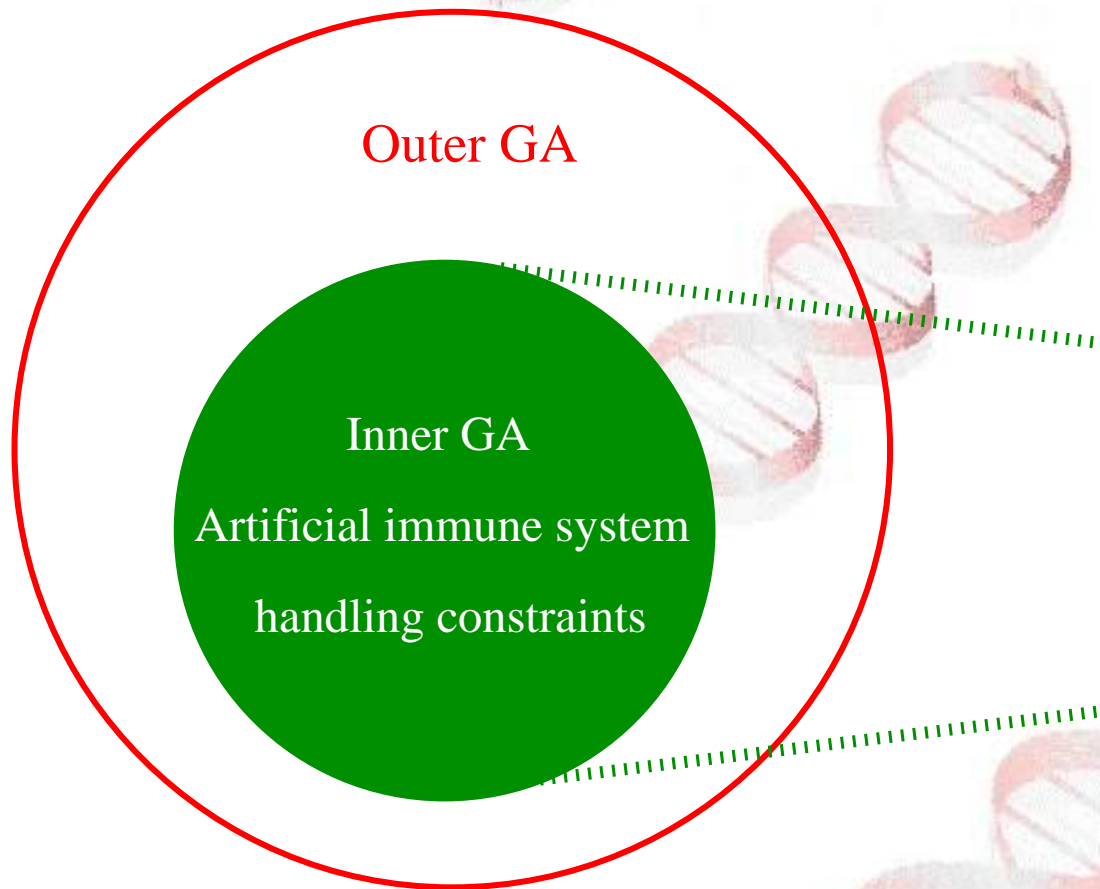 Outer GA
Inner GA
Artificial immune system
handling constraints